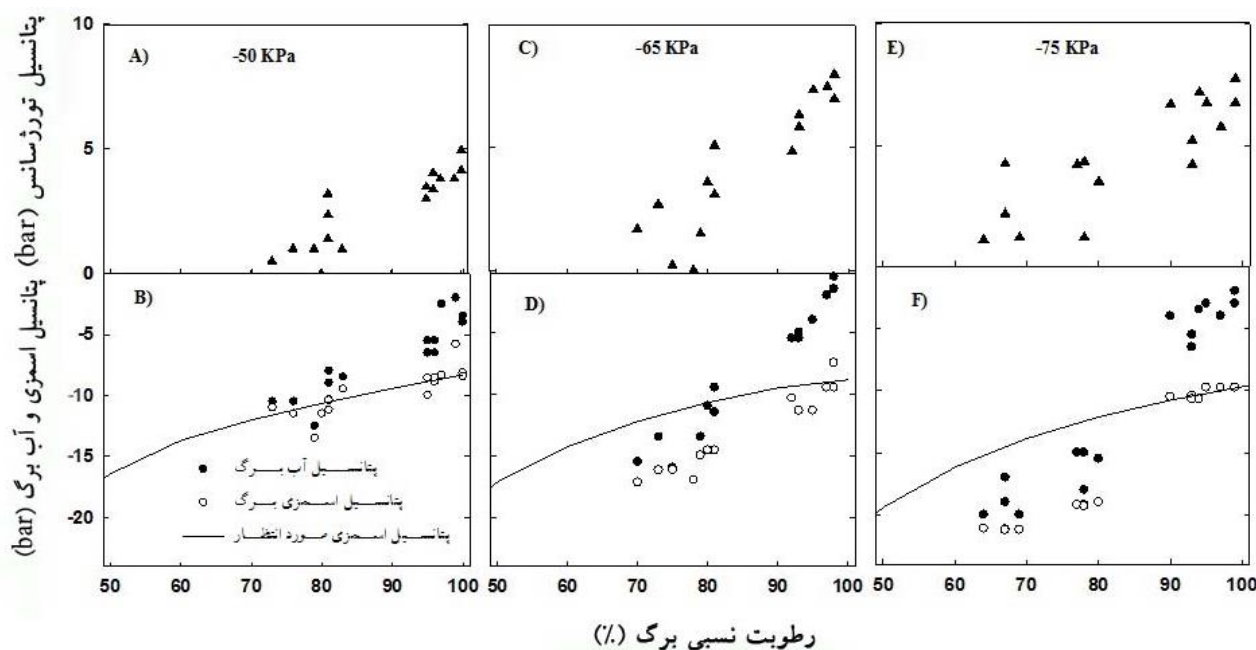 پتانسیل تورژسانس (bar)
پتانسیل اسمزی و آب برگ (bar)
10
5
0
-5
-10
-15
-20
A)
-50 KPa
C)
-65 KPa
E)
-75 KPa
B)
D)
F)
پتانسیل آب برگ
پتانسیل اسمزی برگ
پتانسیل اسمزی مورد انتظار
50 60 70 80 90 100
50 60 70 80 90 100
50 60 70 80 90 100
رطوبت نسبی برگ (٪)